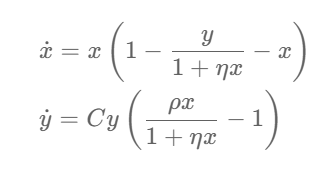 ẋ = x ( 1 − y / (1 + ηx) − x )
ẏ = Cy ( ρx / (1 + ηx) − 1 )